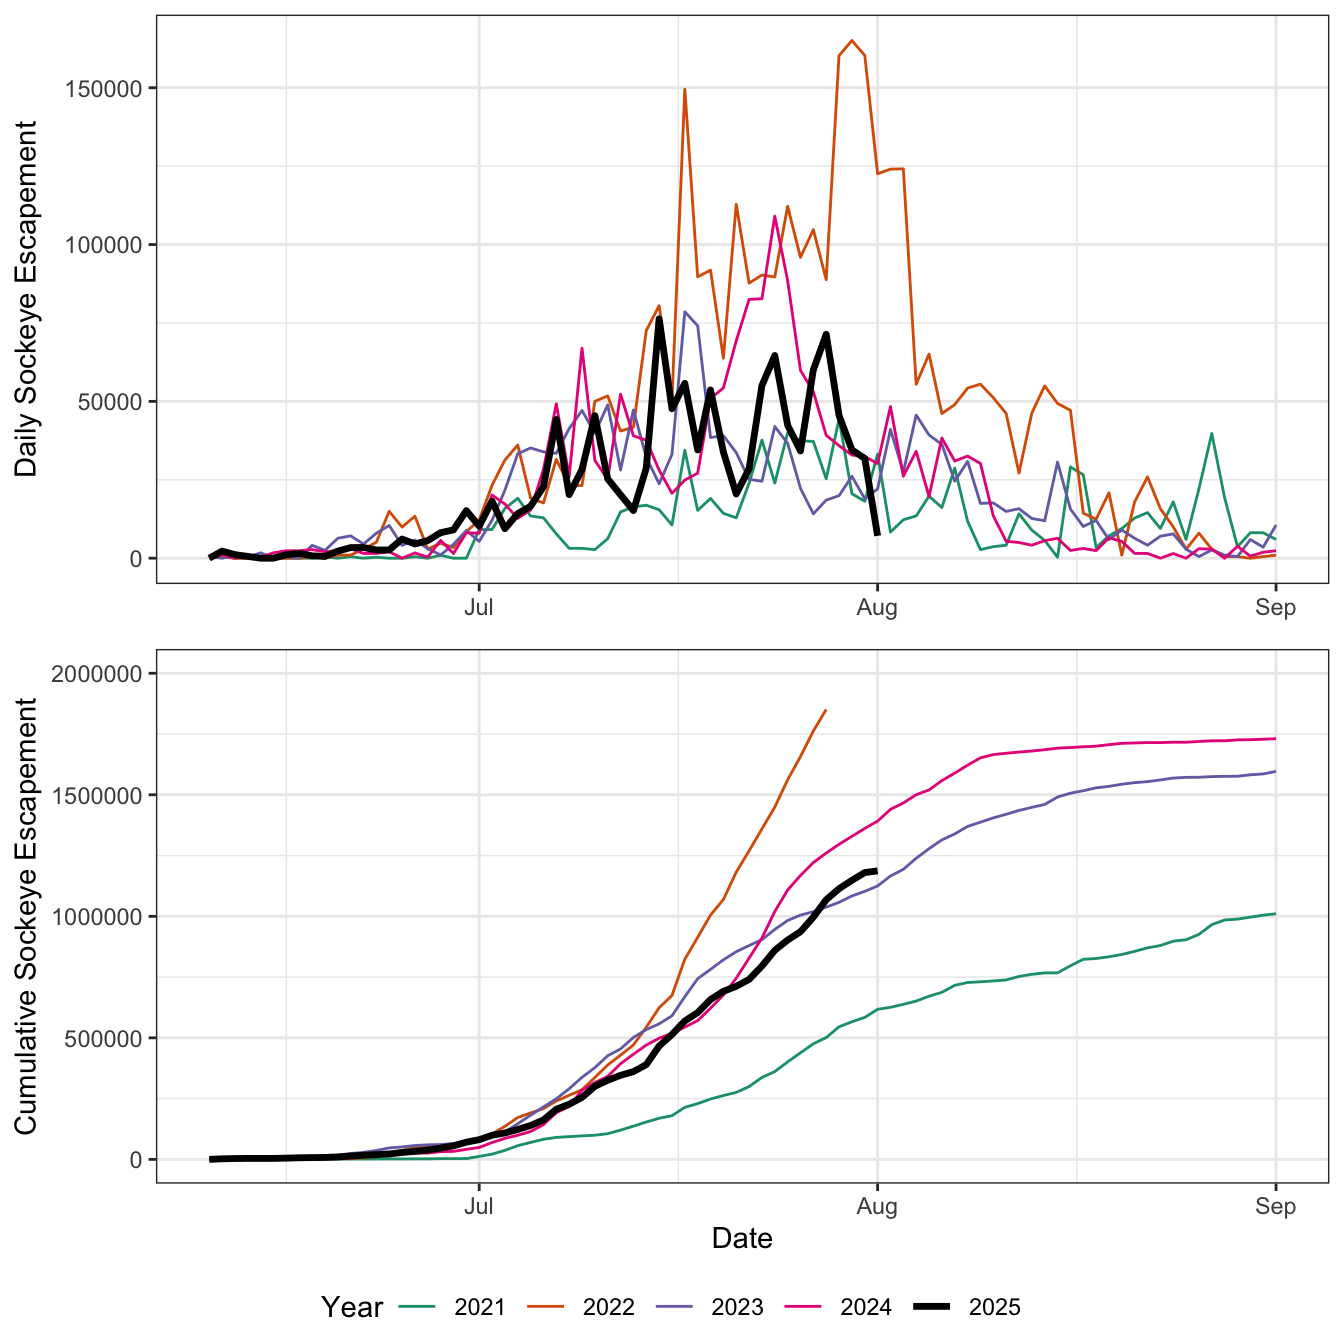 Daily Sockeye Escapement
150000
100000
50000
0
Jul Aug Sep
Cumulative Sockeye Escapement
2000000
1500000
1000000
500000
0
Jul Aug Sep
Date
Year 2021 2022 2023 2024 2025